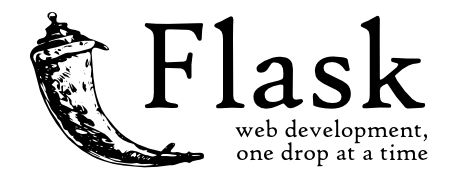 Flask
web development,
one drop at a time